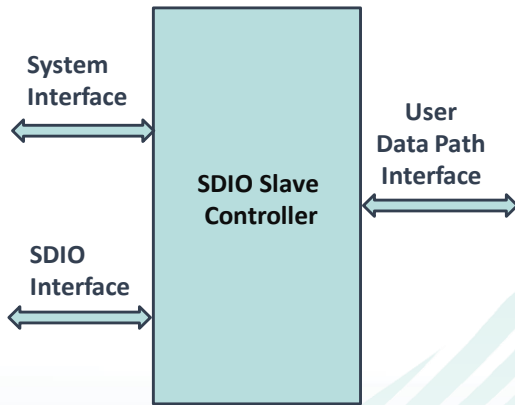 System
Interface
User
Data Path
Interface
SDIO Slave
Controller
SDIO
Interface